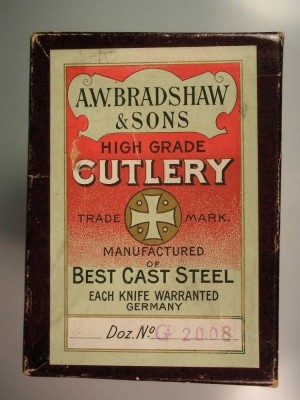 A.W. BRADSHAW
& SONS
HIGH GRADE
CUTLERY
TRADE MARK.
MANUFACTURED
OF
BEST CAST STEEL
EACH KNIFE WARRANTED
GERMANY
Doz. No G 2008